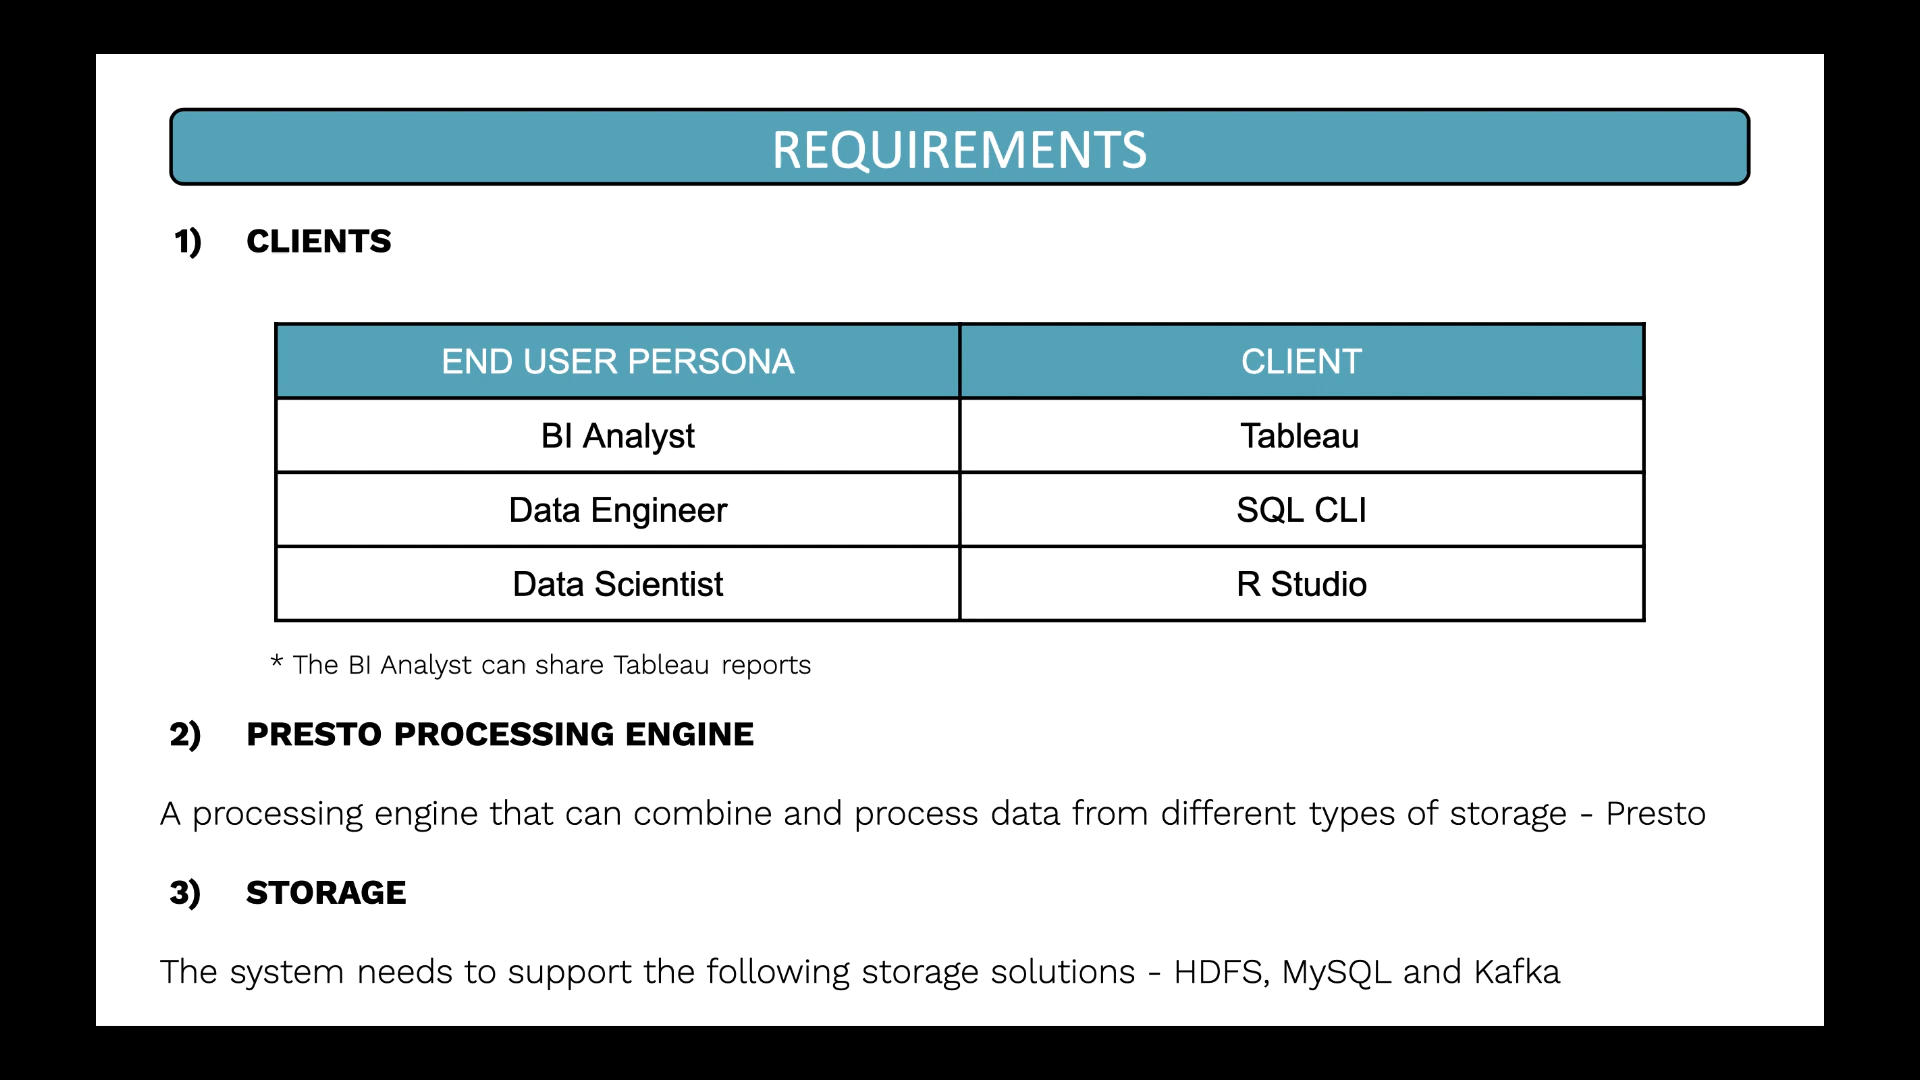 REQUIREMENTS
1) CLIENTS
END USER PERSONA CLIENT
BI Analyst Tableau
Data Engineer SQL CLI
Data Scientist R Studio
* The BI Analyst can share Tableau reports
2) PRESTO PROCESSING ENGINE
A processing engine that can combine and process data from different types of storage - Presto
3) STORAGE
The system needs to support the following storage solutions - HDFS, MySQL and Kafka